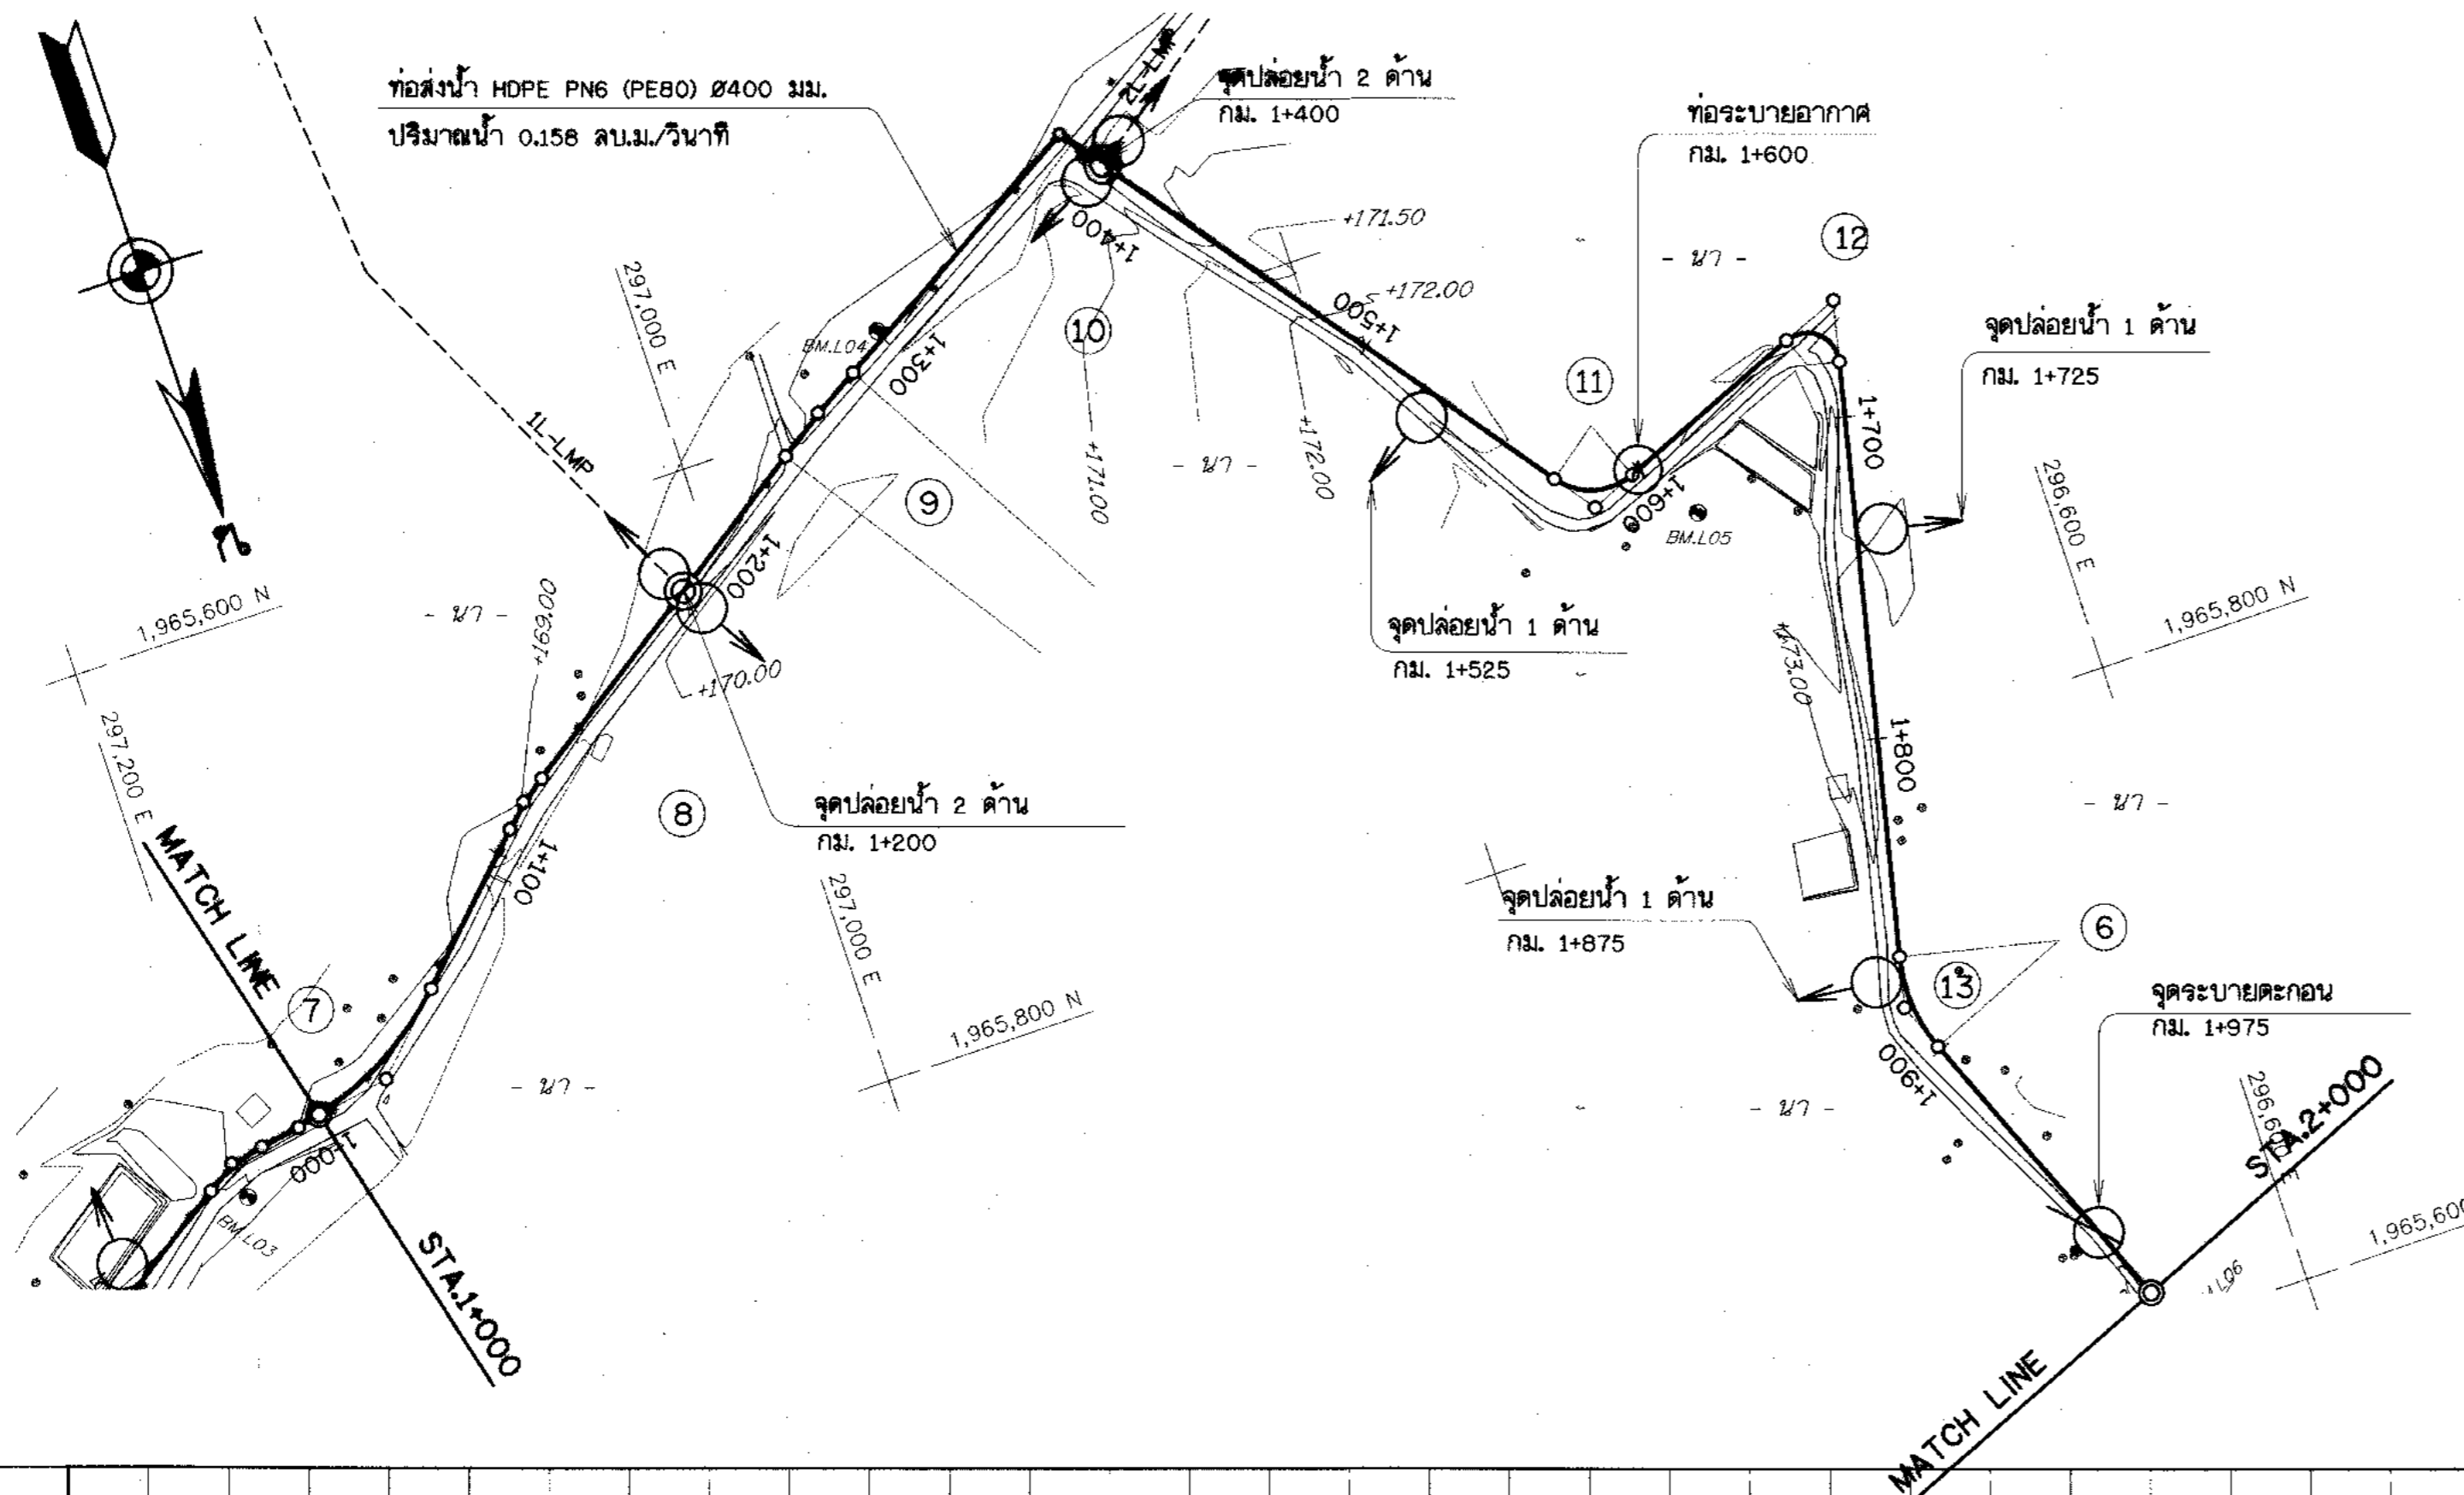 ท่อส่งน้ำ HDPE PN6 (PE80) Ø400 มม.
ปริมาณน้ำ 0.158 ลบ.ม./วินาที
จุดปล่อยน้ำ 2 ด้าน
กม. 1+400
ท่อระบายอากาศ
กม. 1+600
12
- นา -
+171.50
+172.00
1+400
1+500
297,000 E
10
BM.L04
1+300
11
จุดปล่อยน้ำ 1 ด้าน
กม. 1+725
1+700
1L-LMP
+171.00
- นา -
+172.00
9
1+600
BM.L05
296,600 E
น
1+200
1,965,600 N
- นา -
+169.00
1,965,800 N
จุดปล่อยน้ำ 1 ด้าน
กม. 1+525
+170.00
+173.00
297,200 E
1+800
จุดปล่อยน้ำ 2 ด้าน
กม. 1+200
8
- นา -
MATCH LINE
1+100
297,000 E
จุดปล่อยน้ำ 1 ด้าน
กม. 1+875
6
13
7
1,965,800 N
จุดระบายตะกอน
กม. 1+975
- นา -
- นา -
1+900
1+000
BM.L03
STA.2+000
STA.1+000
MATCH LINE